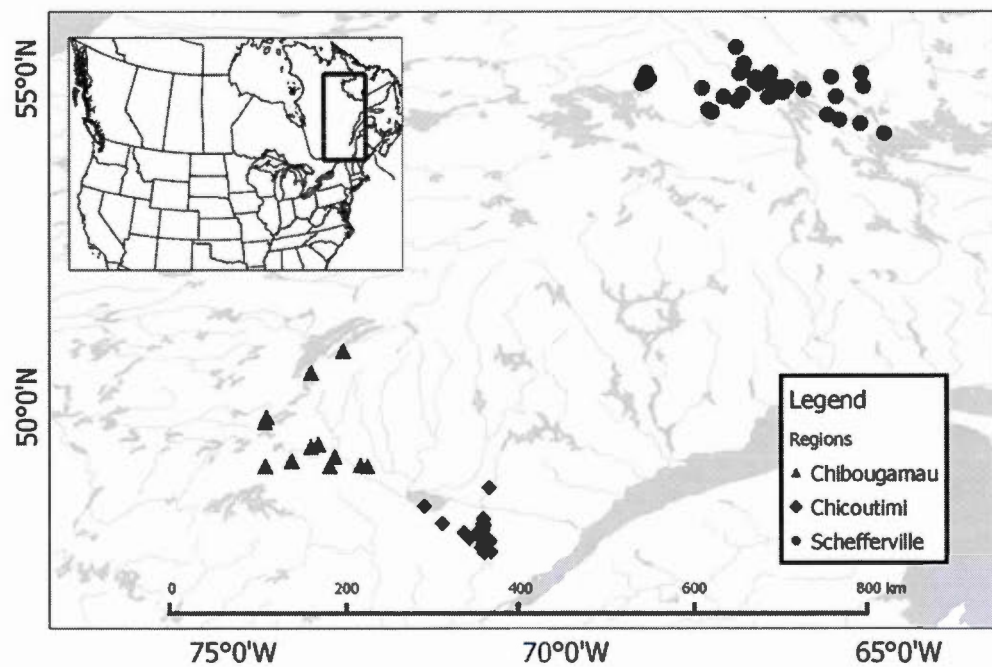 55°0'N
50°0'N
Legend
Regions
Chibougamau
Chicoutimi
Schefferville
0 200 400 600 800 km
75°0'W 70°0'W 65°0'W